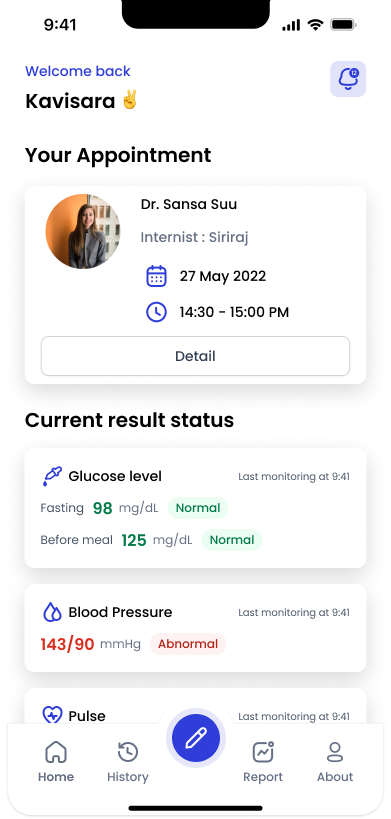 9:41
Welcome back
Kavisara ✌️
Your Appointment
Dr. Sansa Suu
Internist : Siriraj
27 May 2022
14:30 - 15:00 PM
Detail
Current result status
Glucose level Last monitoring at 9:41
Fasting 98 mg/dL Normal
Before meal 125 mg/dL Normal
Blood Pressure Last monitoring at 9:41
143/90 mmHg Abnormal
Pulse Last monitoring at 9:41
Home History Report About